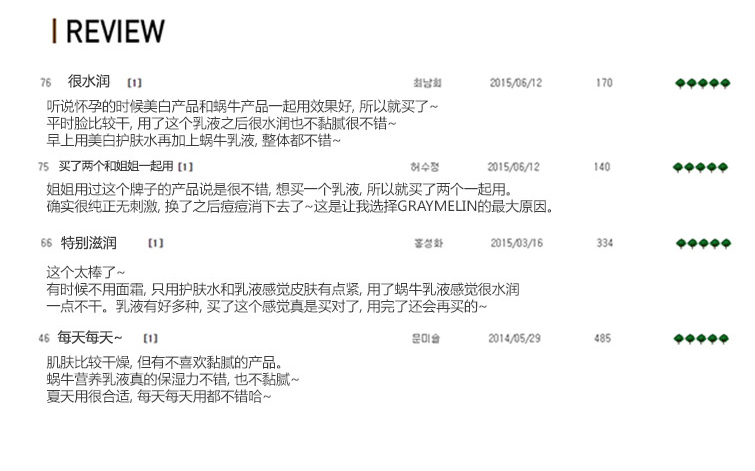 REVIEW
76 很水润 [1] 최남희 2015/06/12 170
听说怀孕的时候美白产品和蜗牛产品一起用效果好, 所以就买了~
平时脸比较干, 用了这个乳液之后很水润也不黏腻很不错~
早上用美白护肤水再加上蜗牛乳液, 整体都不错~
75 买了两个和姐姐一起用 [1] 허수정 2015/06/12 140
姐姐用过这个牌子的产品说是很不错, 想买一个乳液, 所以就买了两个一起用。
确实很纯正无刺激, 换了之后痘痘消下去了~这是让我选择GRAYMELIN的最大原因。
66 特别滋润 [1] 홍성화 2015/03/16 334
这个太棒了~
有时候不用面霜, 只用护肤水和乳液感觉皮肤有点紧, 用了蜗牛乳液感觉很水润
一点不干。乳液有好多种, 买了这个感觉真是买对了, 用完了还会再买的~
46 每天每天~ [1] 문미솔 2014/05/29 485
肌肤比较干燥, 但有不喜欢黏腻的产品。
蜗牛营养乳液真的保湿力不错, 也不黏腻~
夏天用很合适, 每天每天用都不错哈~